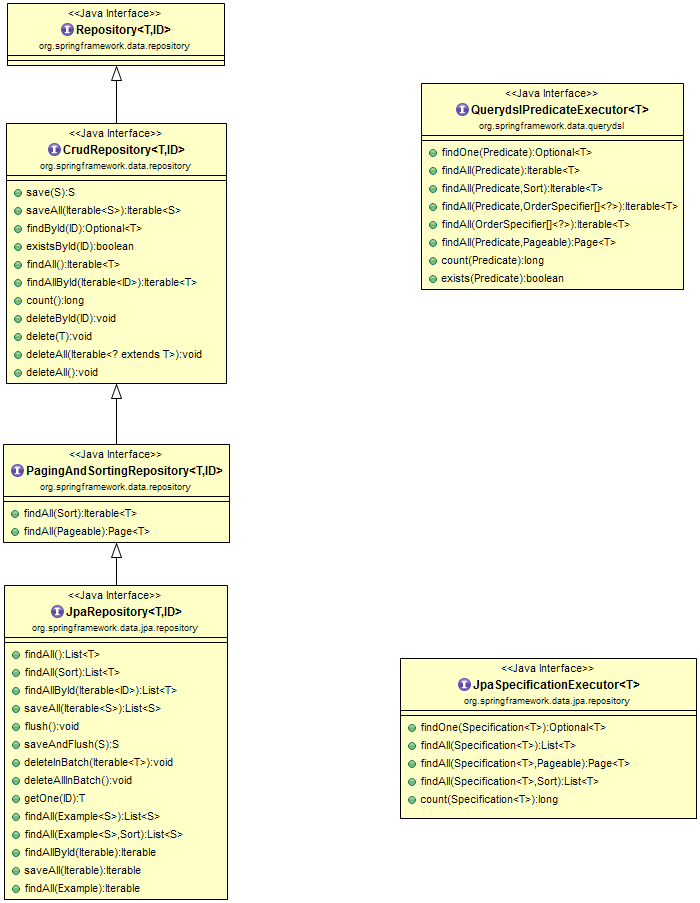 <<Java Interface>>
Repository<T,ID>
org.springframework.data.repository
<<Java Interface>>
CrudRepository<T,ID>
org.springframework.data.repository
save(S):S
saveAll(Iterable<S>):Iterable<S>
findById(ID):Optional<T>
existsById(ID):boolean
findAll():Iterable<T>
findAllById(Iterable<ID>):Iterable<T>
count():long
deleteById(ID):void
delete(T):void
deleteAll(Iterable<? extends T>):void
deleteAll():void
<<Java Interface>>
PagingAndSortingRepository<T,ID>
org.springframework.data.repository
findAll(Sort):Iterable<T>
findAll(Pageable):Page<T>
<<Java Interface>>
JpaRepository<T,ID>
org.springframework.data.jpa.repository
findAll():List<T>
findAll(Sort):List<T>
findAllById(Iterable<ID>):List<T>
saveAll(Iterable<S>):List<S>
flush():void
saveAndFlush(S):S
deleteInBatch(Iterable<T>):void
deleteAllInBatch():void
getOne(ID):T
findAll(Example<S>):List<S>
findAll(Example<S>,Sort):List<S>
findAllById(Iterable):Iterable
saveAll(Iterable):Iterable
findAll(Example):Iterable
<<Java Interface>>
QuerydslPredicateExecutor<T>
org.springframework.data.querydsl
findOne(Predicate):Optional<T>
findAll(Predicate):Iterable<T>
findAll(Predicate,Sort):Iterable<T>
findAll(Predicate,OrderSpecifier[]<?>):Iterable<T>
findAll(OrderSpecifier[]<?>):Iterable<T>
findAll(Predicate,Pageable):Page<T>
count(Predicate):long
exists(Predicate):boolean
<<Java Interface>>
JpaSpecificationExecutor<T>
org.springframework.data.jpa.repository
findOne(Specification<T>):Optional<T>
findAll(Specification<T>):List<T>
findAll(Specification<T>,Pageable):Page<T>
findAll(Specification<T>,Sort):List<T>
count(Specification<T>):long